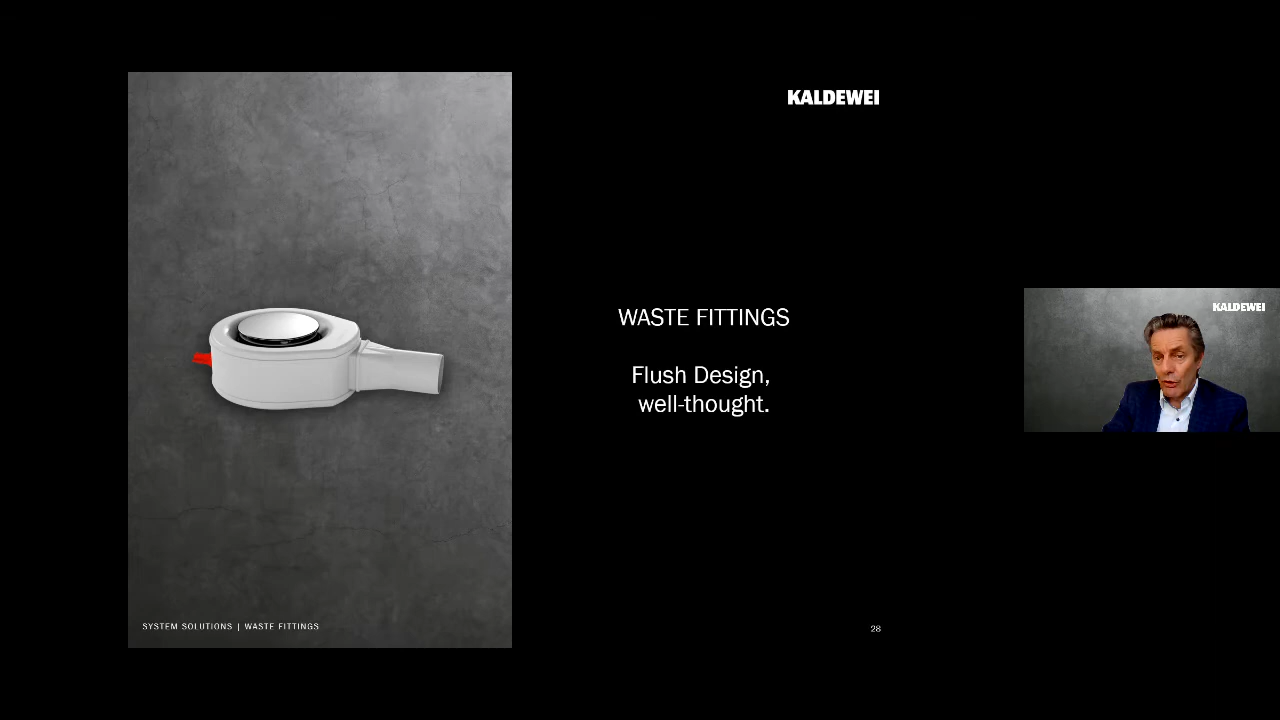 KALDEWEI
WASTE FITTINGS
Flush Design,
well-thought.
KALDEWEI
SYSTEM SOLUTIONS | WASTE FITTINGS
28